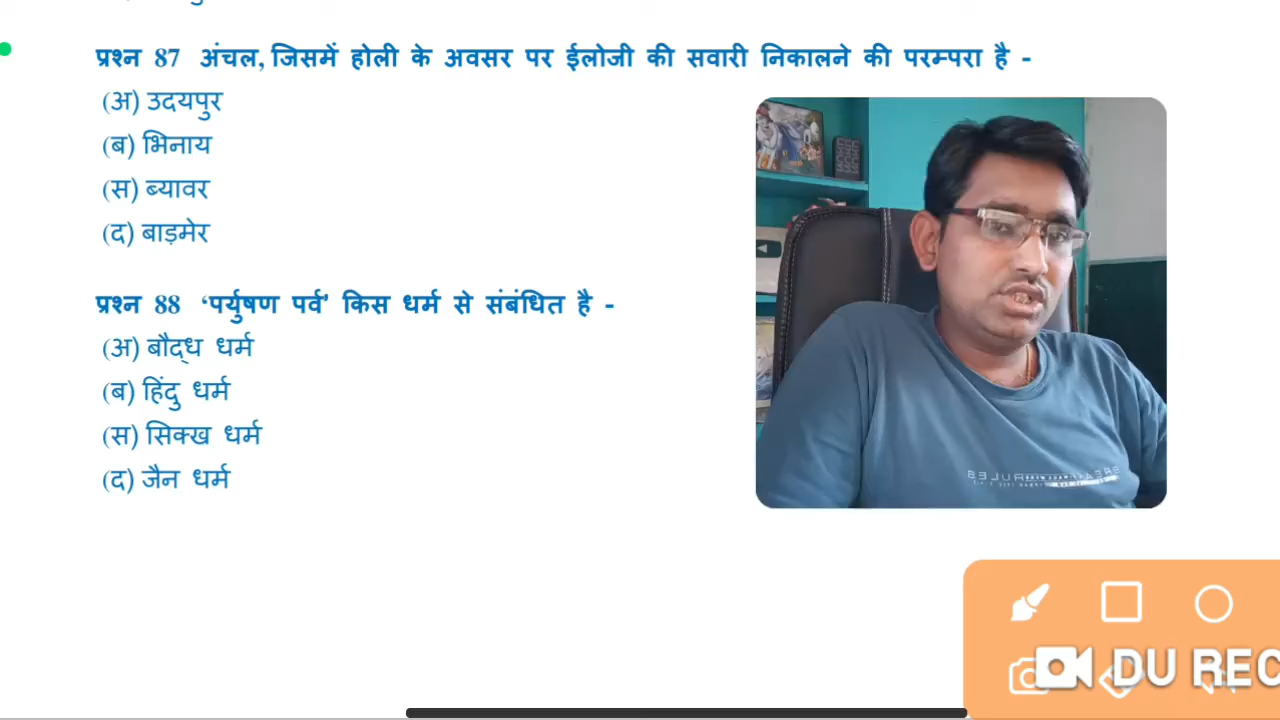 प्रश्न 87 अंचल, जिसमें होली के अवसर पर ईलोजी की सवारी निकालने की परम्परा है -
(अ) उदयपुर
(ब) भिनाय
(स) ब्यावर
(द) बाड़मेर
प्रश्न 88 ‘पर्युषण पर्व’ किस धर्म से संबंधित है -
(अ) बौद्ध धर्म
(ब) हिंदु धर्म
(स) सिक्ख धर्म
(द) जैन धर्म
DU REC